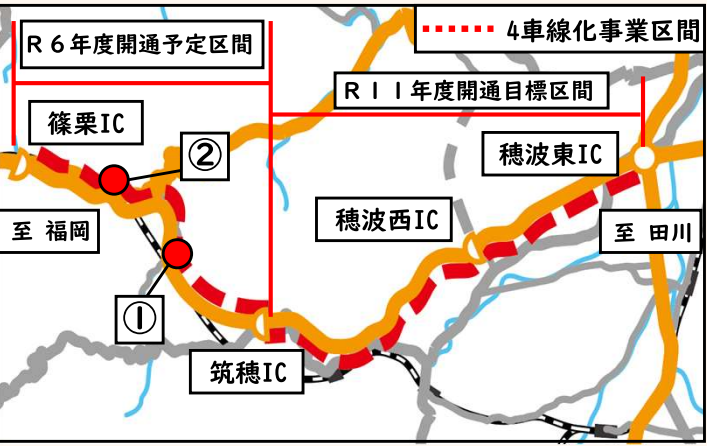 4車線化事業区間
R6年度開通予定区間
R11年度開通目標区間
篠栗IC
②
穂波東IC
至 福岡
穂波西IC
至 田川
①
筑穂IC